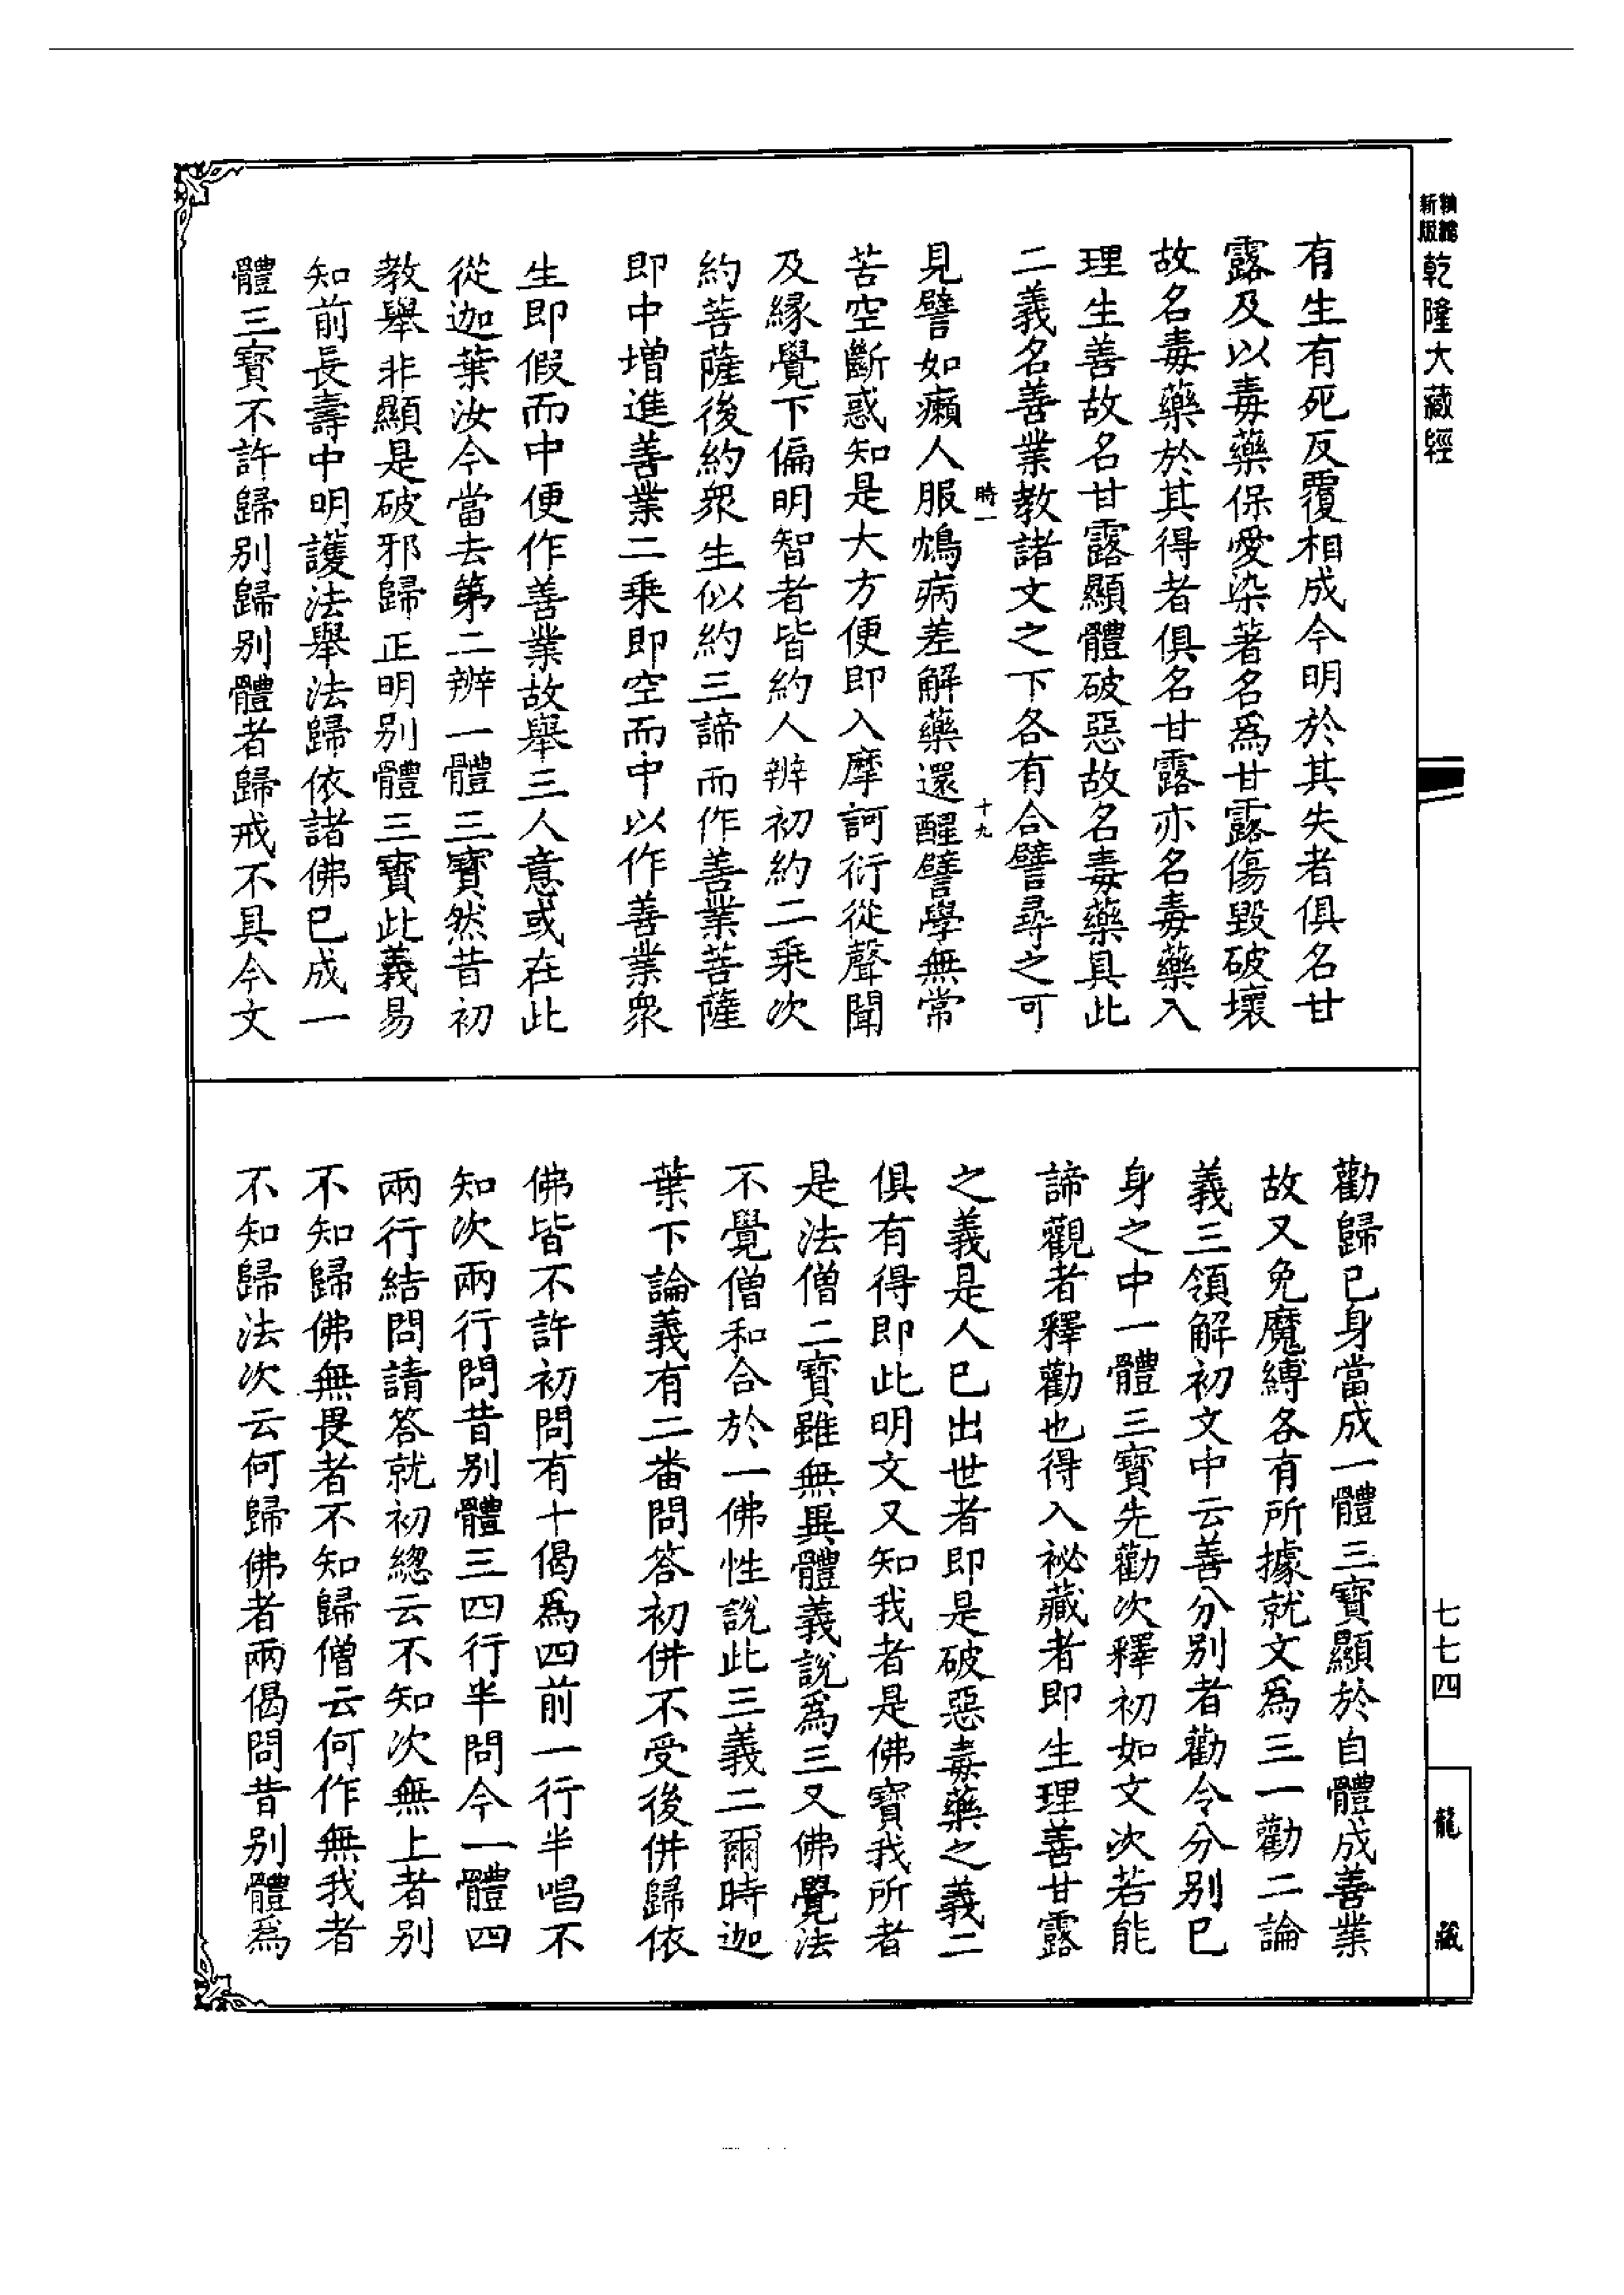 乾隆大藏經
有生有死反覆相成今明於其失者俱名甘
露及以毒藥保愛染著名爲甘露傷毀破壞
故名毒藥於其得者俱名甘露亦名毒藥入
理生善故名甘露顯體破惡故名毒藥具此
二義名善業教諸文之下各有合譬尋之可
時一
十九
見譬如癩人服鴆病差解藥還醒譬學無常
苦空斷惑知是大方便即入摩訶衍從聲聞
及緣覺下偏明智者皆約人辨初約二乘次
約菩薩後約衆生似約三諦而作善業菩薩
即中增進善業二乘即空而中以作善業衆
生即假而中便作善業故舉三人意或在此
從迦葉汝今當去第二辨一體三寶然昔初
教舉非顯是破邪歸正明别體三寶此義易
知前長壽中明護法舉法歸依諸佛已成一
體三寶不許歸别歸别體者歸戒不具今文
勸歸已身當成一體三寶顯於自體成善業
故又免魔縛各有所據就文爲三一勸二論
義三領解初文中云善分别者勸令分别已
身之中一體三寶先勸次釋初如文次若能
諦觀者釋勸也得入祕藏者即生理善甘露
之義是人已出世者即是破惡毒藥之義二
俱有得即此明文又知我者是佛寶我所者
是法僧二寶雖無異體義說爲三又佛覺法
不覺僧和合於一佛性說此三義二爾時迦
葉下論義有二番問答初併不受後併歸依
佛皆不許初問有十偈爲四前一行半唱不
知次兩行問昔别體三四行半問今一體四
兩行結問請答就初總云不知次無上者别
不知歸佛無畏者不知歸僧云何作無我者
不知歸法次云何歸佛者兩偈問昔别體爲
七七四
龍藏